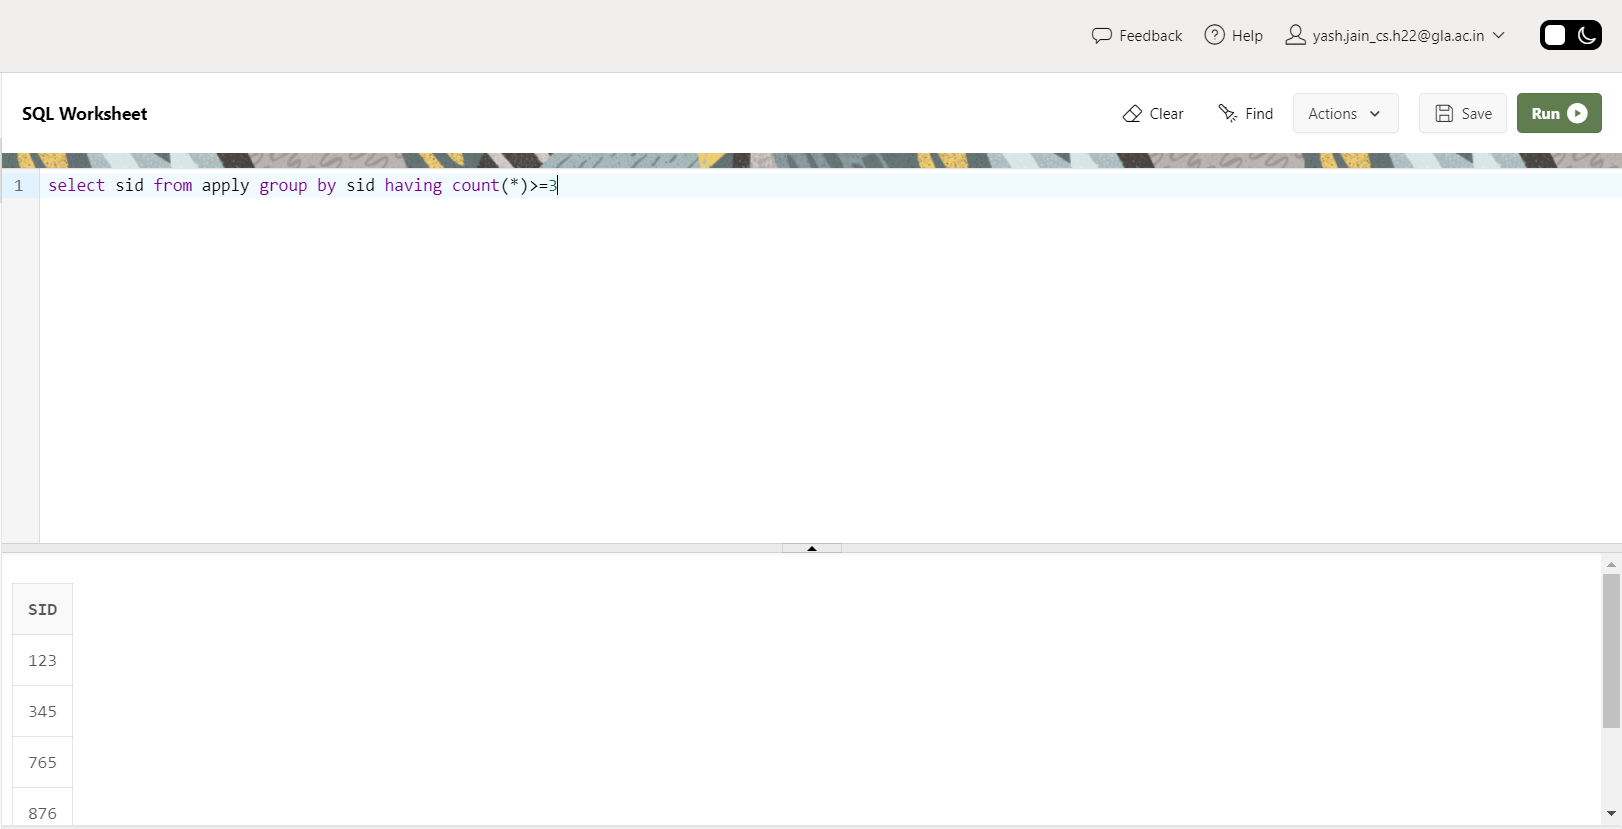 Feedback
Help
yash.jain_cs.h22@gla.ac.in
SQL Worksheet
Clear
Find
Actions
Save
Run
1 select sid from apply group by sid having count(*)>=3
SID
123
345
765
876